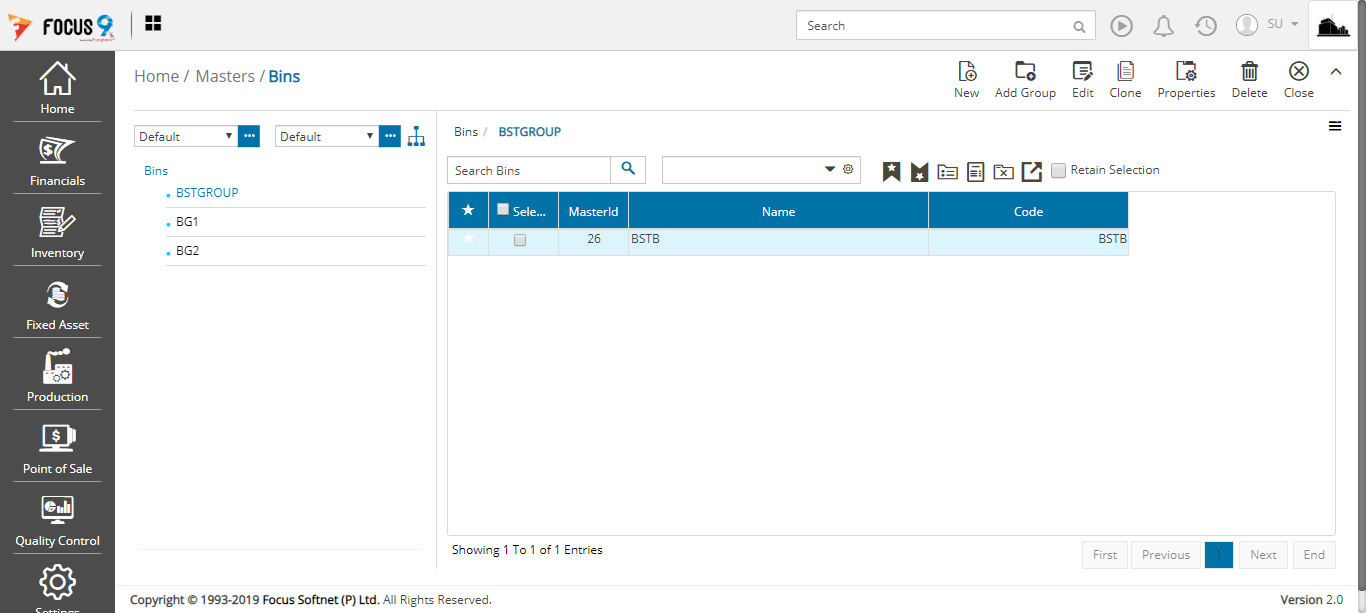 FOCUS 9
Search
SU
Home
Financials
Inventory
Fixed Asset
Production
Point of Sale
Quality Control
Settings
Home / Masters / Bins
New
Add Group
Edit
Clone
Properties
Delete
Close
Default
Default
Bins
BSTGROUP
BG1
BG2
Bins / BSTGROUP
Search Bins
Retain Selection
Sele... MasterId Name Code
26 BSTB BSTB
Showing 1 To 1 of 1 Entries
First Previous 1 Next End
Copyright © 1993-2019 Focus Softnet (P) Ltd. All Rights Reserved.
Version 2.0